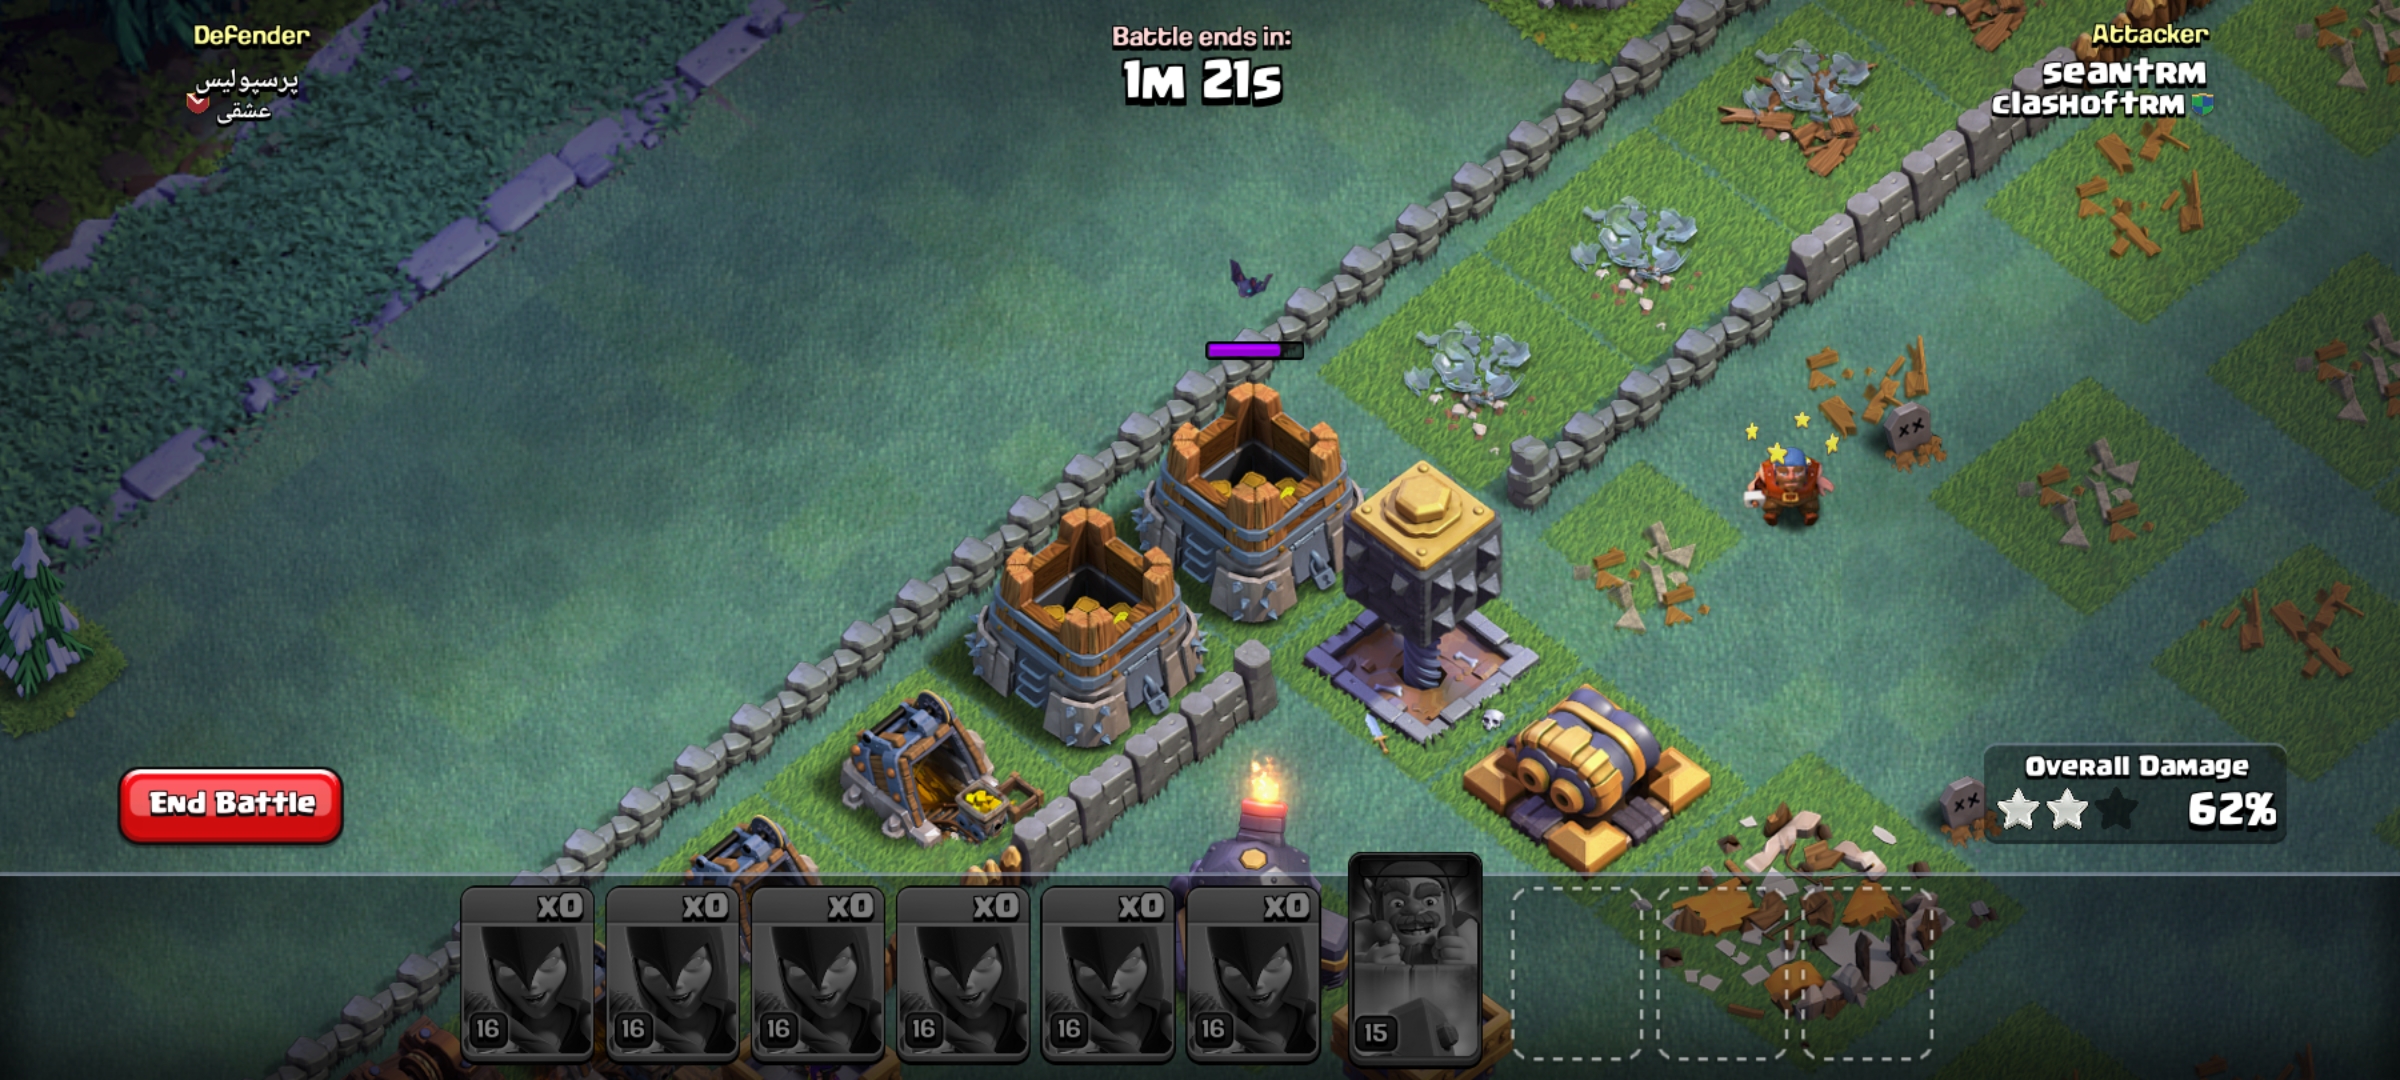 Defender
پرسپولیس
عشقی
Battle ends in:
1M 21s
Attacker
seantrm
clashoftrm
End Battle
Overall Damage
62%
x0
x0
x0
x0
x0
x0
16
16
16
16
16
16
15